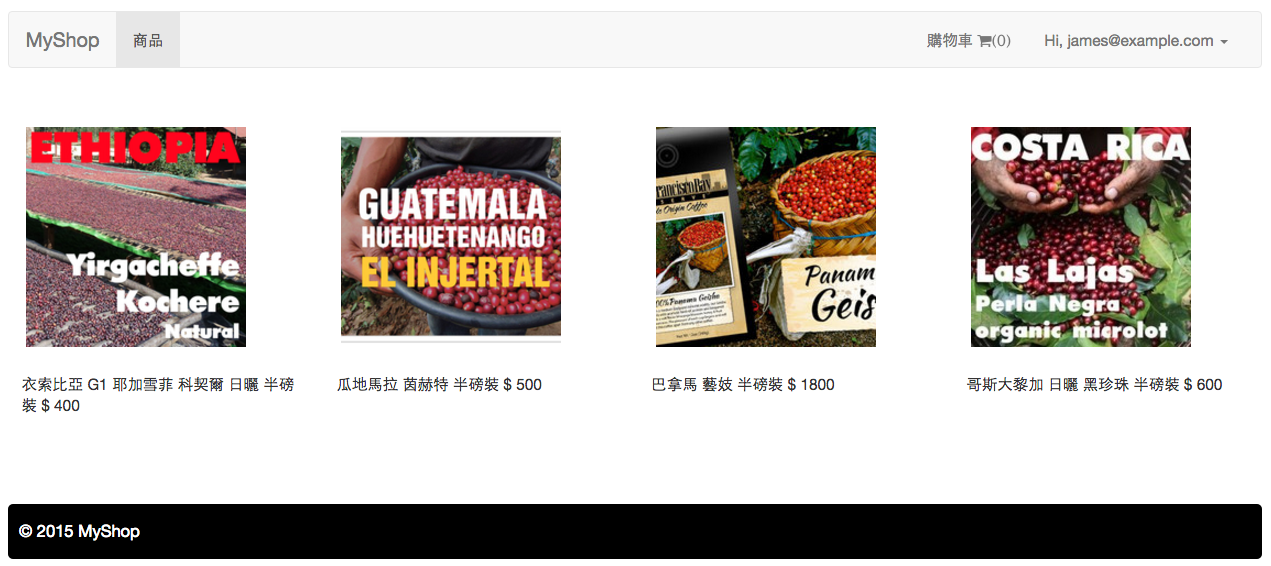 MyShop 商品 購物車 (0) Hi, james@example.com
ETHIOPIA
Yirgacheffe
Kochere
Natural
GUATEMALA
HUEHUETENANGO
EL INJERTAL
FranciscoBay
Origin Coffee
100% Panama Geisha
Panam
Geis
COSTA RICA
Las Lajas
Perla Negra
organic microlot
衣索比亞 G1 耶加雪菲 科契爾 日曬 半磅
裝 $ 400
瓜地馬拉 茵赫特 半磅裝 $ 500
巴拿馬 藝妓 半磅裝 $ 1800
哥斯大黎加 日曬 黑珍珠 半磅裝 $ 600
© 2015 MyShop